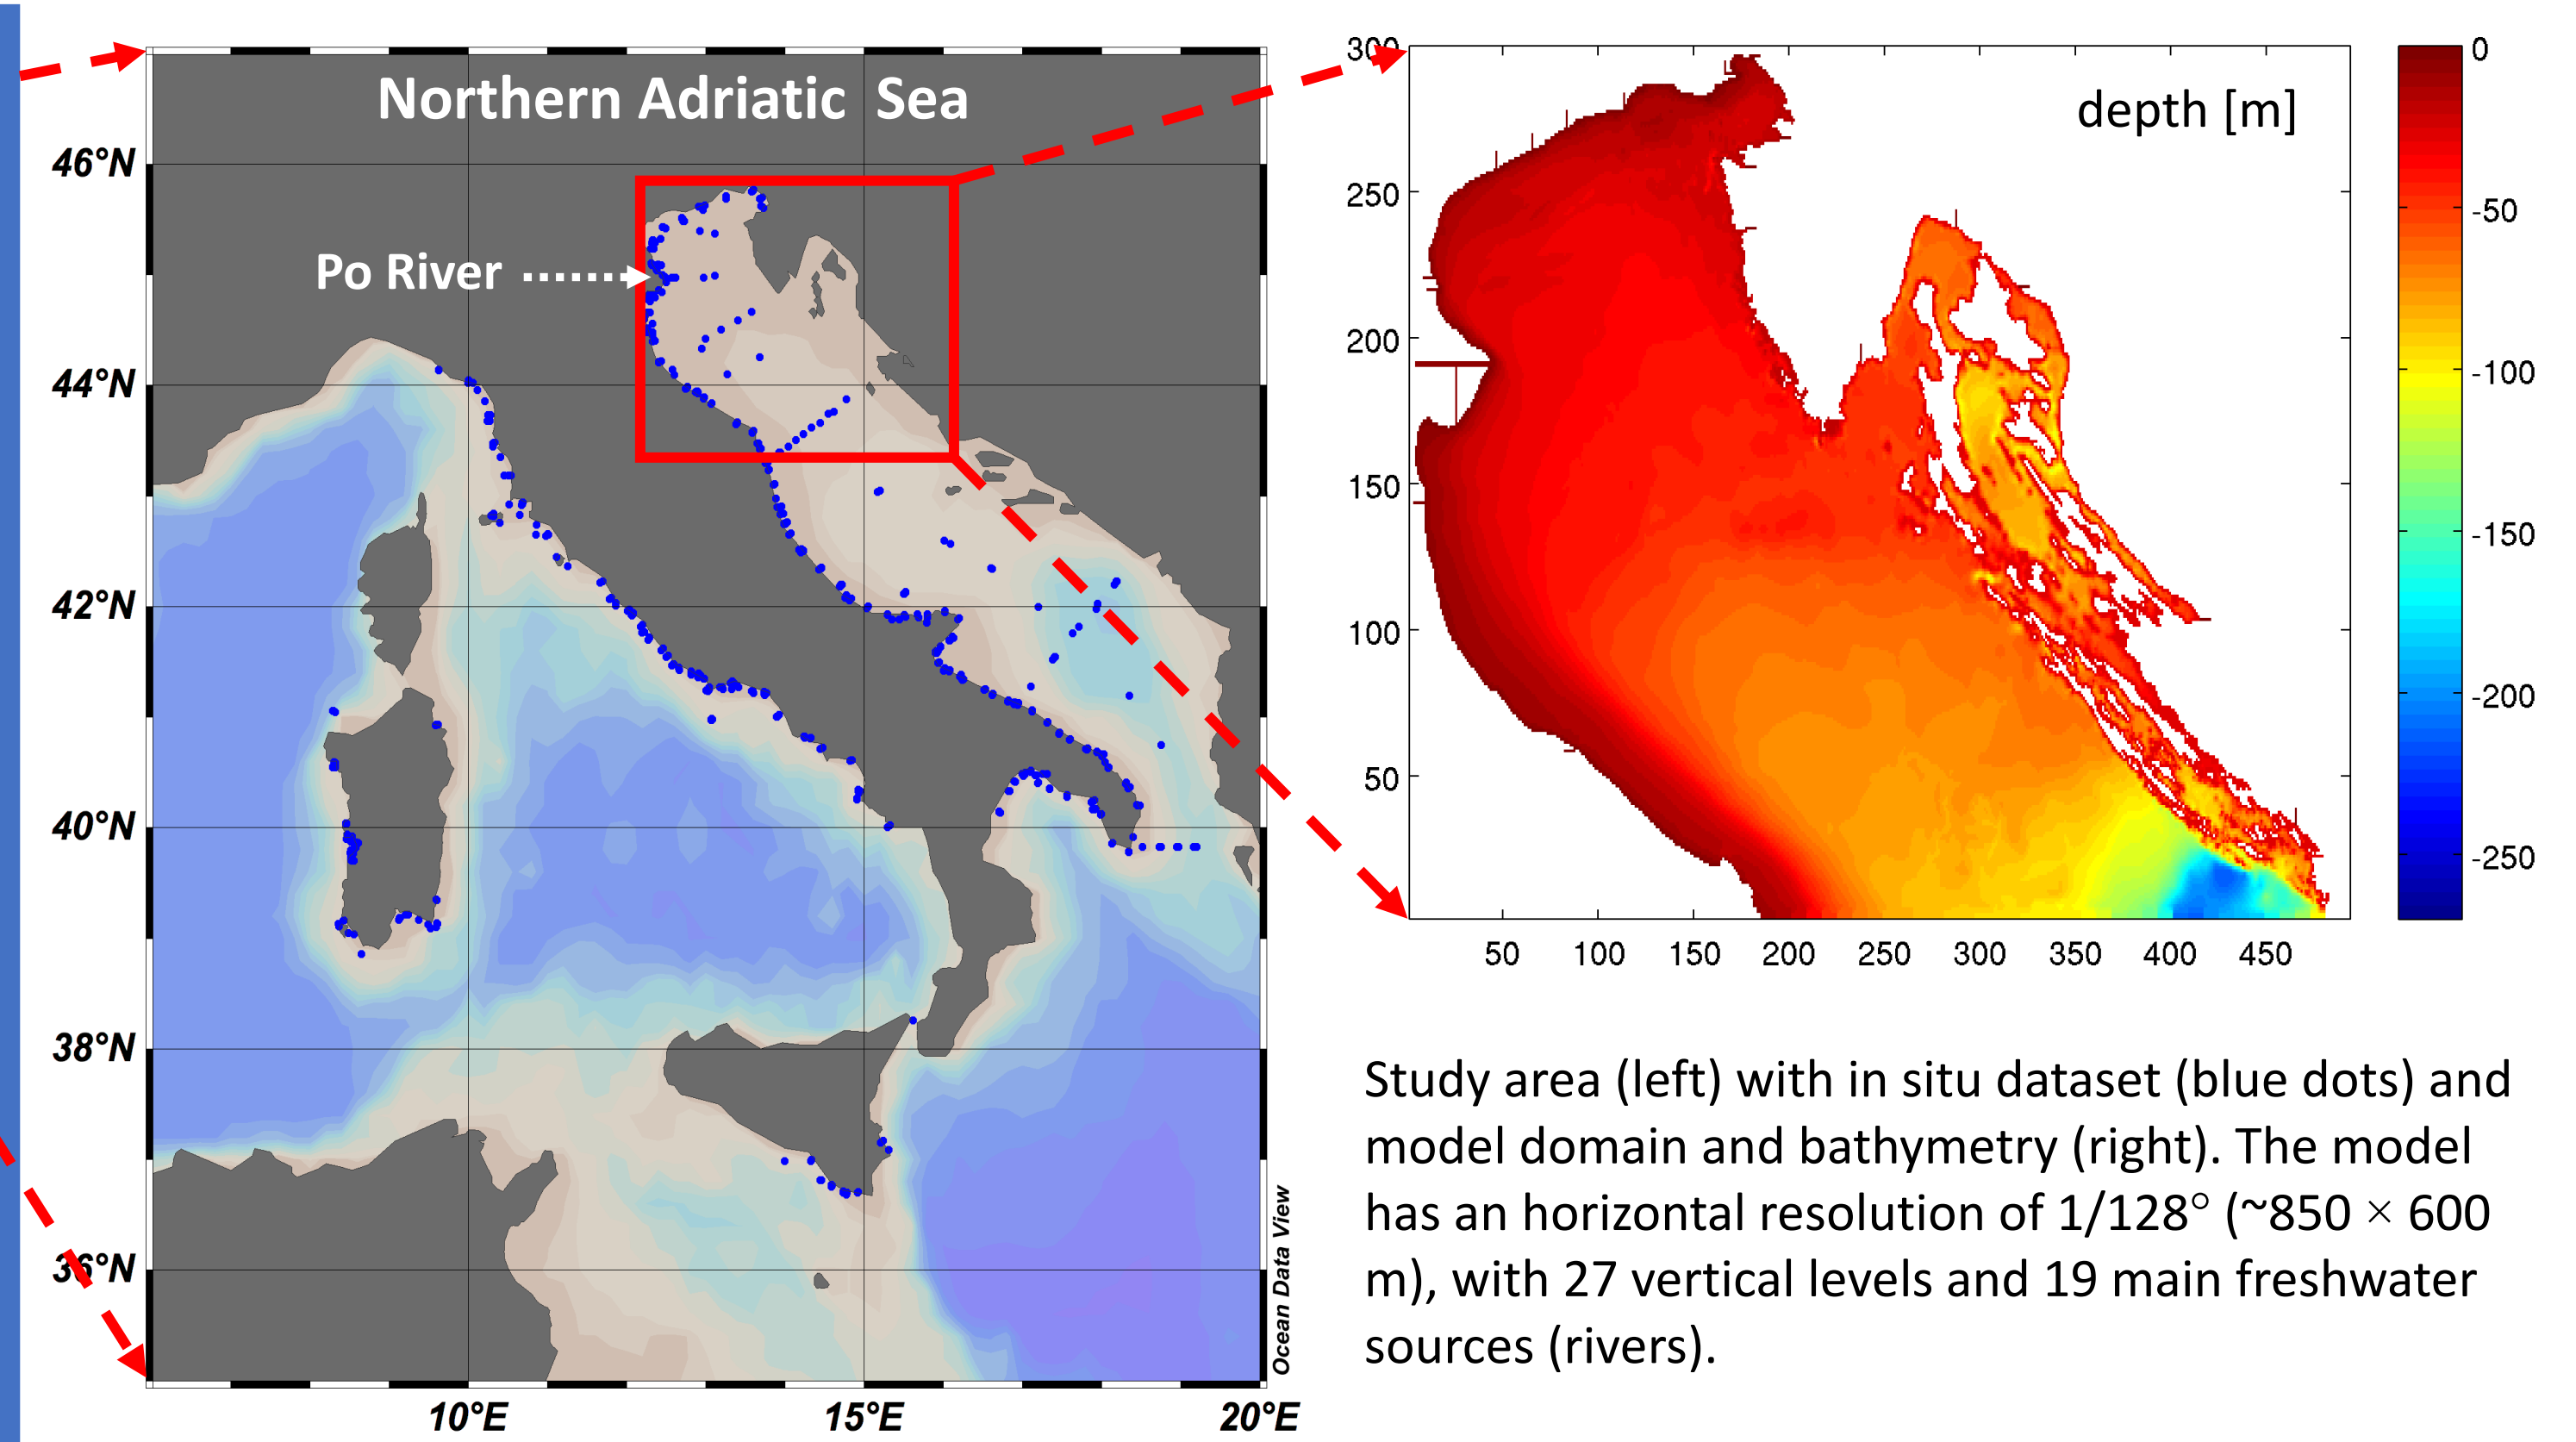 Northern Adriatic  Sea
Po River
46°N
44°N
42°N
40°N
38°N
36°N
10°E
15°E
20°E
Ocean Data View
depth [m]
300
250
200
150
100
50
50
100
150
200
250
300
350
400
450
0
-50
-100
-150
-200
-250
Study area (left) with in situ dataset (blue dots) and
model domain and bathymetry (right). The model
has an horizontal resolution of 1/128° (~850 × 600
m), with 27 vertical levels and 19 main freshwater
sources (rivers).